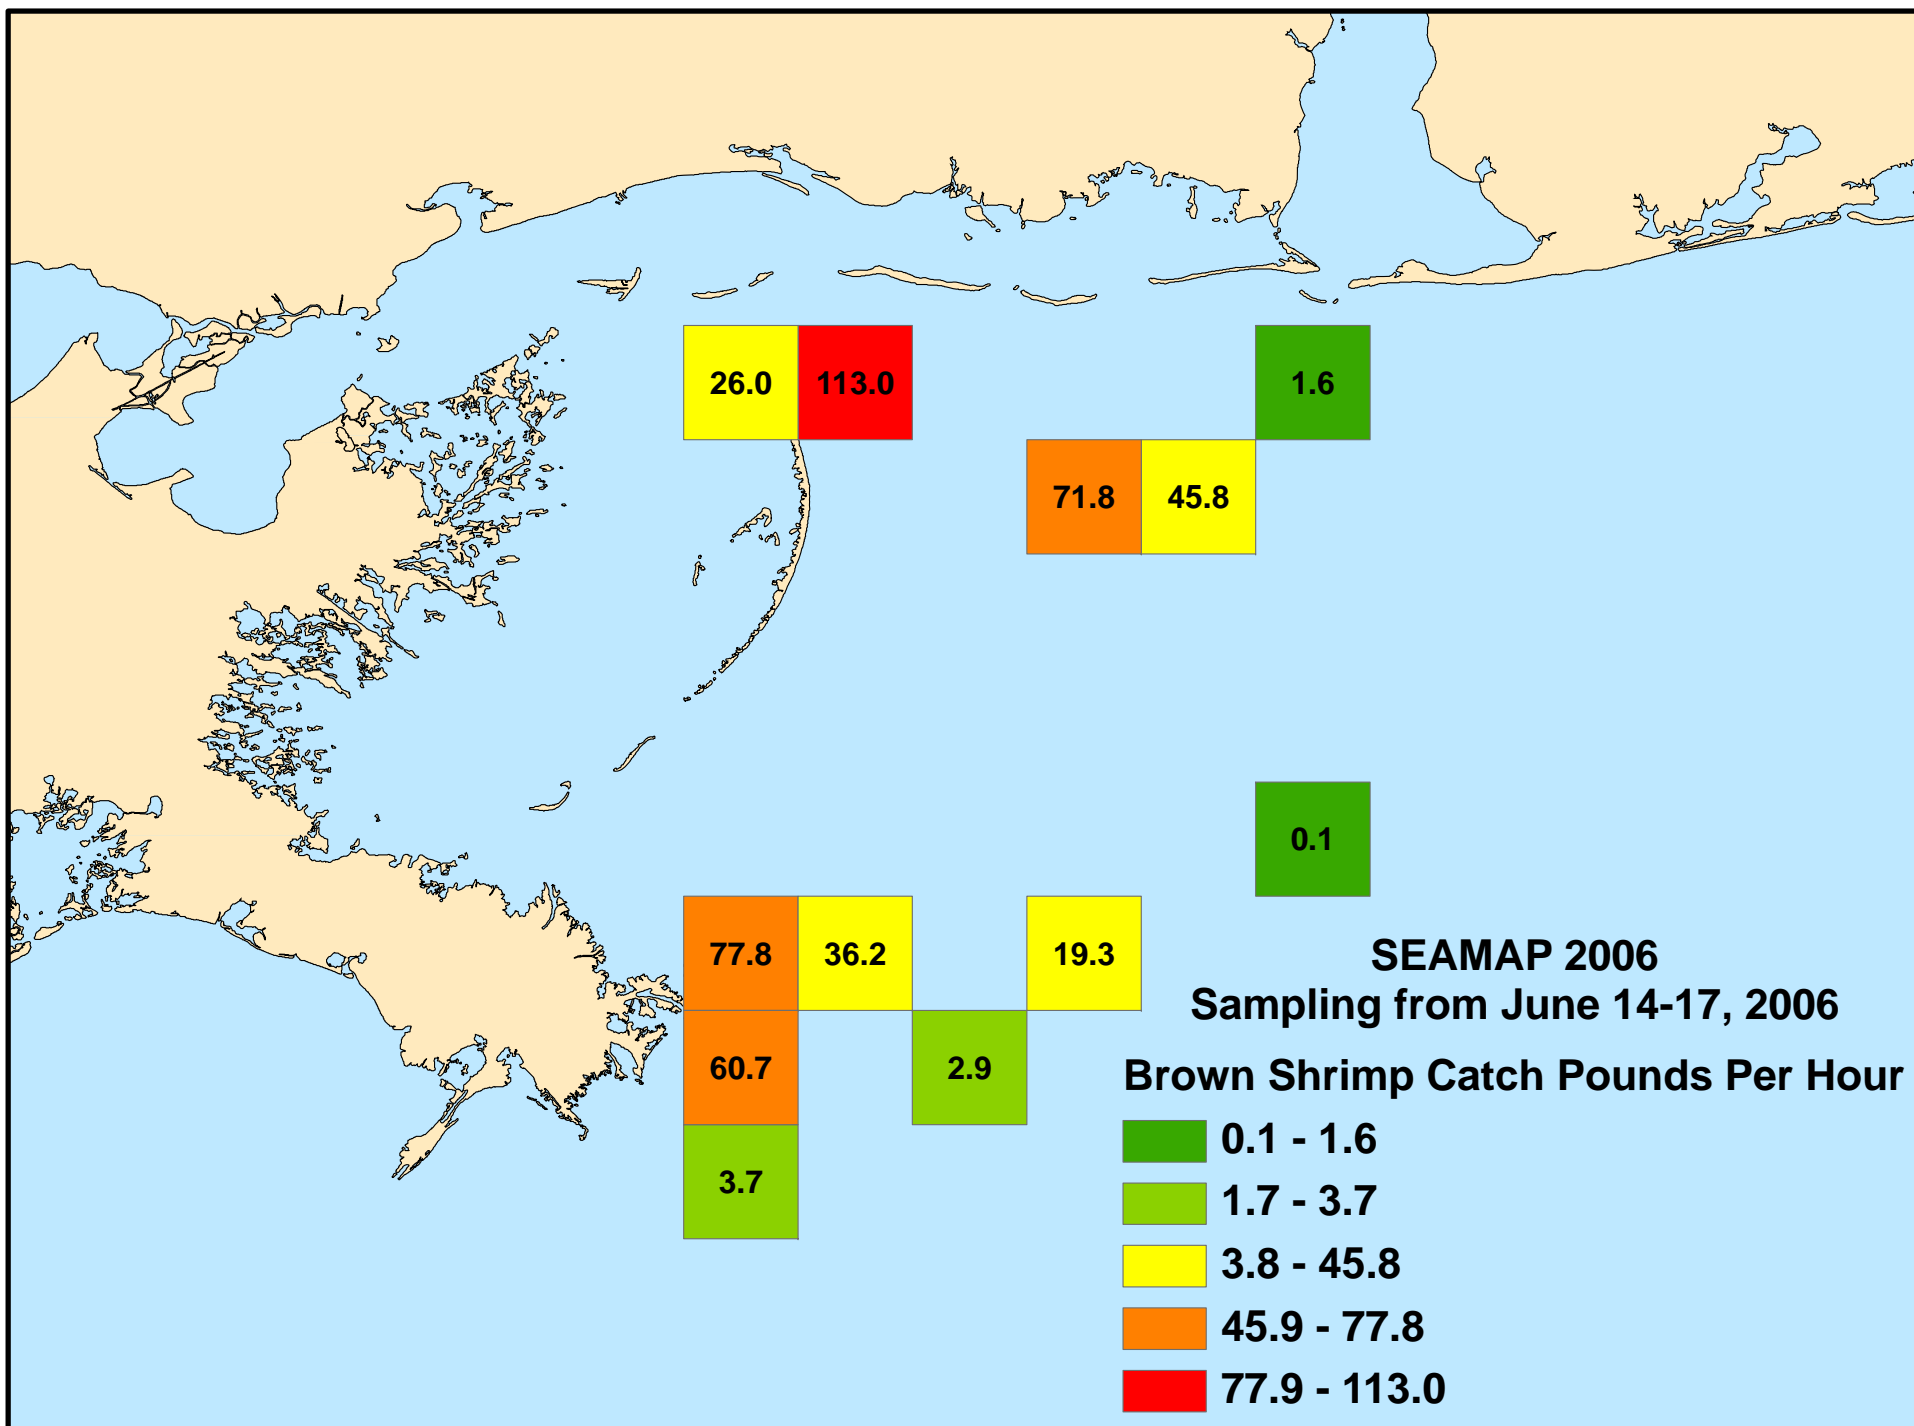 26.0 113.0 1.6
71.8 45.8
0.1
77.8 36.2 19.3
SEAMAP 2006
Sampling from June 14-17, 2006
60.7 2.9
Brown Shrimp Catch Pounds Per Hour
0.1 - 1.6
3.7
1.7 - 3.7
3.8 - 45.8
45.9 - 77.8
77.9 - 113.0